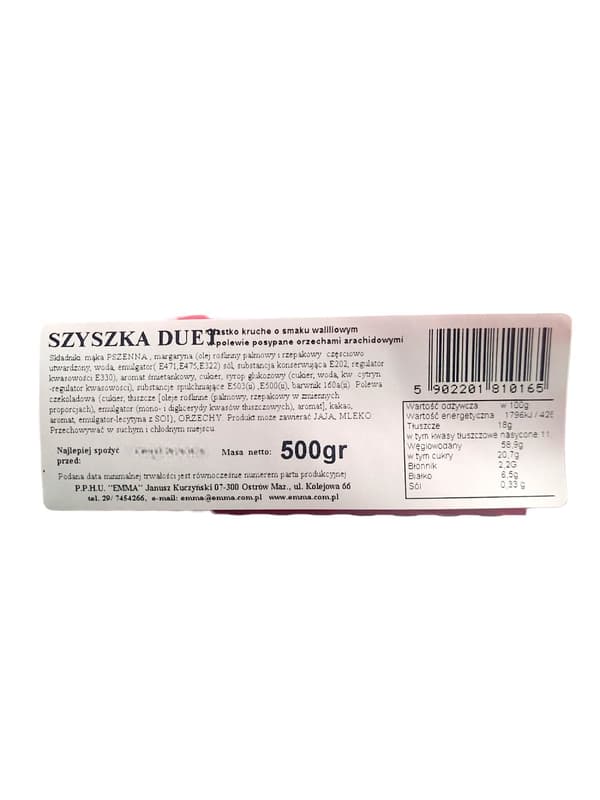 SZYSZKA DUET
ciastko kruche o smaku waliliowym
polewie posypane orzechami arachidowymi
Składniki: mąka PSZENNA , margaryna (olej roślinny palmowy i rzepakowy częściowo
utwardzony, woda, emulgator( E471,E475,E322) sól, substancja konserwująca E202, regulator
kwasowości E330), aromat śmietankowy, cukier, syrop glukozowy (cukier, woda, kw. cytryn.
-regulator kwasowości), substancje spulchniające E503(ii) ,E500(ii), barwnik 160a(ii). Polewa
czekoladowa (cukier, tłuszcze [oleje roślinne (palmowy, rzepakowy w zmiennych
proporcjach), emulgator (mono- i diglicerydy kwasów tłuszczowych), aromat], kakao,
aromat, emulgator-lecytyna z SOI), ORZECHY. Produkt może zawierać JAJA, MLEKO.
Przechowywać w suchym i chłodnym miejscu.
Najlepiej spożyć
przed:
Masa netto: 500gr
Podana data minimalnej trwałości jest równocześnie numerem partii produkcyjnej
P.P.H.U. "EMMA" Janusz Kuczyński 07-300 Ostrów Maz., ul. Kolejowa 66
tel. 29/ 7454266, e-mail: emma@emma.com.pl www.emma.com.pl
5 902201 810165
Wartość odżywcza w 100g
Wartość energetyczna 1796kJ / 428
Tłuszcze 18g
w tym kwasy tłuszczowe nasycone 11,
Węglowodany 58,9g
w tym cukry 20,7g
Błonnik 2,2G
Białko 6,5g
Sól 0,33 g